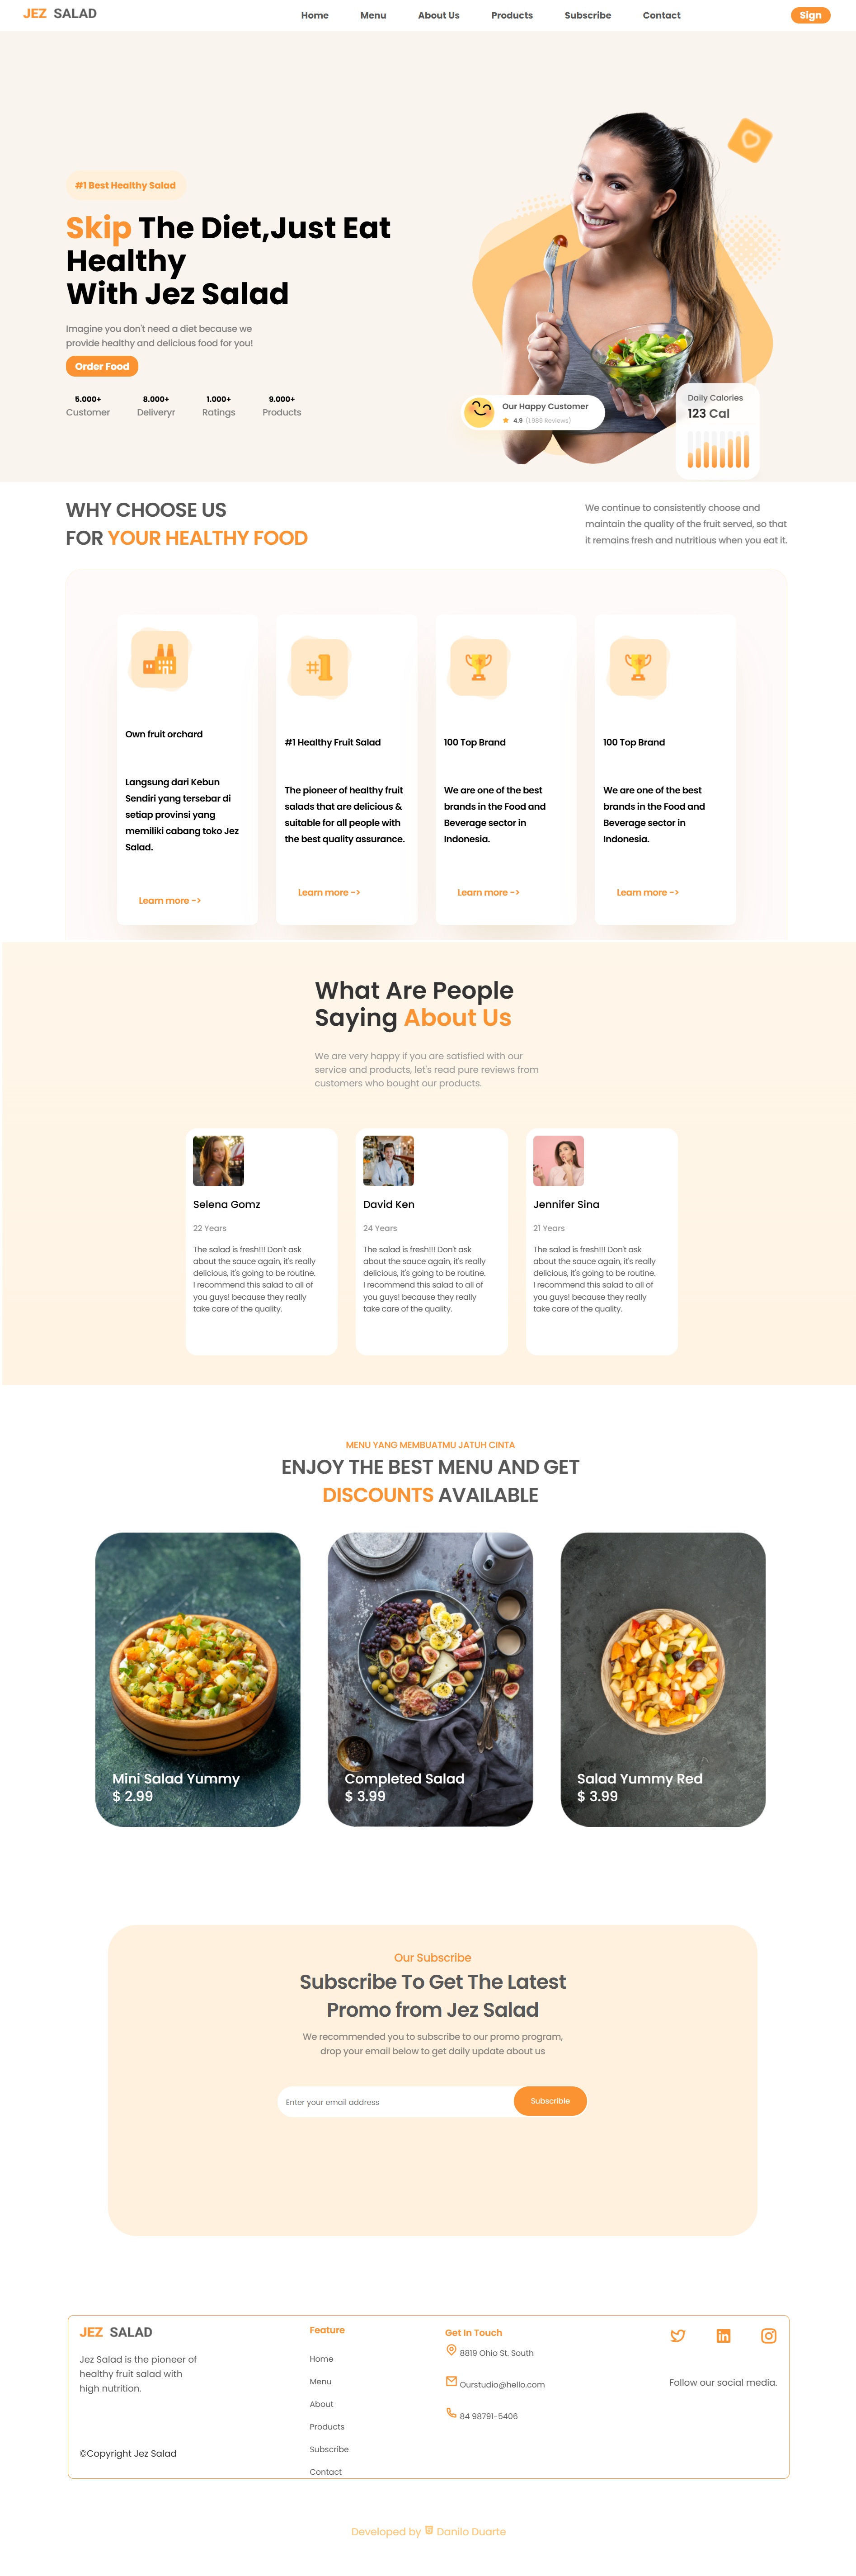 JEZ SALAD
Home Menu About Us Products Subscribe Contact
Sign
#1 Best Healthy Salad
Skip The Diet,Just Eat
Healthy
With Jez Salad
Imagine you don't need a diet because we
provide healthy and delicious food for you!
Order Food
5.000+ 8.000+ 1.000+ 9.000+
Customer Deliveryr Ratings Products
Our Happy Customer
4.9 (1.989 Reviews)
Daily Calories
123 Cal
WHY CHOOSE US
FOR YOUR HEALTHY FOOD
We continue to consistently choose and
maintain the quality of the fruit served, so that
it remains fresh and nutritious when you eat it.
Own fruit orchard
Langsung dari Kebun
Sendiri yang tersebar di
setiap provinsi yang
memiliki cabang toko Jez
Salad.
Learn more ->
#1
#1 Healthy Fruit Salad
The pioneer of healthy fruit
salads that are delicious &
suitable for all people with
the best quality assurance.
Learn more ->
100 Top Brand
We are one of the best
brands in the Food and
Beverage sector in
Indonesia.
Learn more ->
100 Top Brand
We are one of the best
brands in the Food and
Beverage sector in
Indonesia.
Learn more ->
What Are People
Saying About Us
We are very happy if you are satisfied with our
service and products, let's read pure reviews from
customers who bought our products.
Selena Gomz
22 Years
The salad is fresh!!! Don't ask
about the sauce again, it's really
delicious, it's going to be routine.
I recommend this salad to all of
you guys! because they really
take care of the quality.
David Ken
24 Years
The salad is fresh!!! Don't ask
about the sauce again, it's really
delicious, it's going to be routine.
I recommend this salad to all of
you guys! because they really
take care of the quality.
Jennifer Sina
21 Years
The salad is fresh!!! Don't ask
about the sauce again, it's really
delicious, it's going to be routine.
I recommend this salad to all of
you guys! because they really
take care of the quality.
MENU YANG MEMBUATMU JATUH CINTA
ENJOY THE BEST MENU AND GET
DISCOUNTS AVAILABLE
Mini Salad Yummy
$ 2.99
Completed Salad
$ 3.99
Salad Yummy Red
$ 3.99
Our Subscribe
Subscribe To Get The Latest
Promo from Jez Salad
We recommended you to subscribe to our promo program,
drop your email below to get daily update about us
Enter your email address
Subscrible
JEZ SALAD
Jez Salad is the pioneer of
healthy fruit salad with
high nutrition.
©Copyright Jez Salad
Feature
Home
Menu
About
Products
Subscribe
Contact
Get In Touch
8819 Ohio St. South
Ourstudio@hello.com
84 98791-5406
in
Follow our social media.
Developed by Danilo Duarte